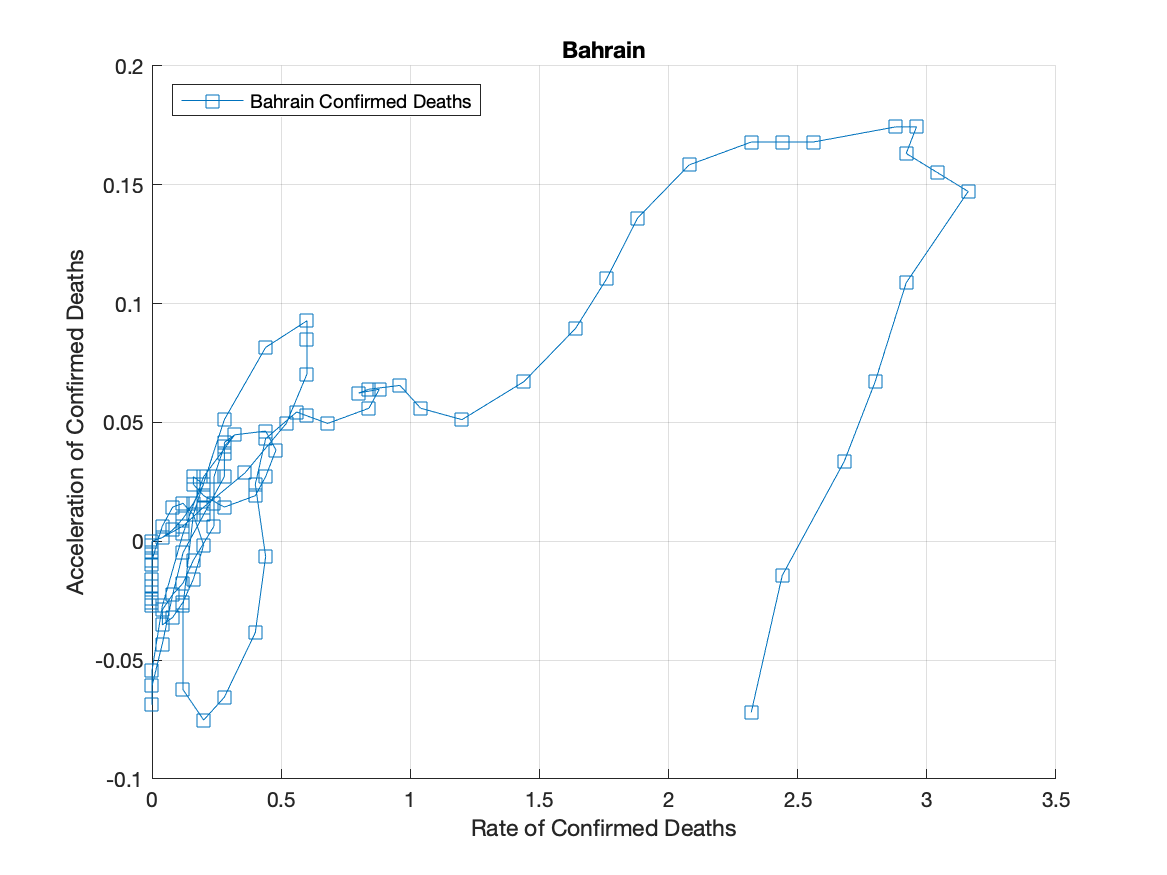 Bahrain
Bahrain Confirmed Deaths
0.2
0.15
0.1
0.05
0
-0.05
-0.1
0 0.5 1 1.5 2 2.5 3 3.5
Acceleration of Confirmed Deaths
Rate of Confirmed Deaths